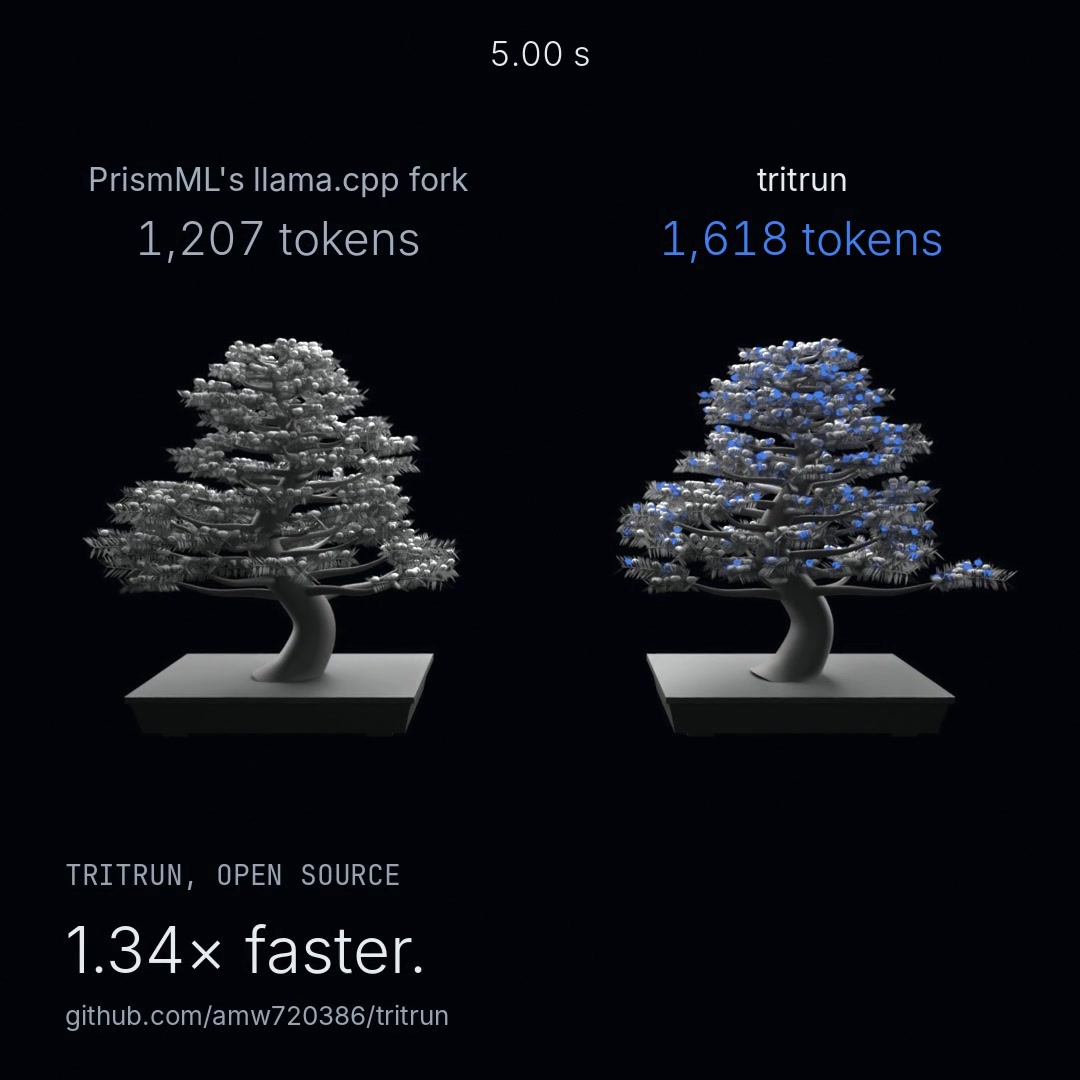 5.00 s
PrismML's llama.cpp fork
1,207 tokens
tritrun
1,618 tokens
TRITRUN, OPEN SOURCE
1.34× faster.
github.com/amw720386/tritrun